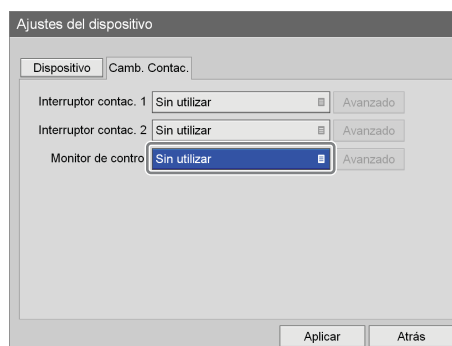 Ajustes del dispositivo
Dispositivo Camb. Contac.
Interruptor contac. 1 Sin utilizar Avanzado
Interruptor contac. 2 Sin utilizar Avanzado
Monitor de contro Sin utilizar Avanzado
Aplicar Atrás